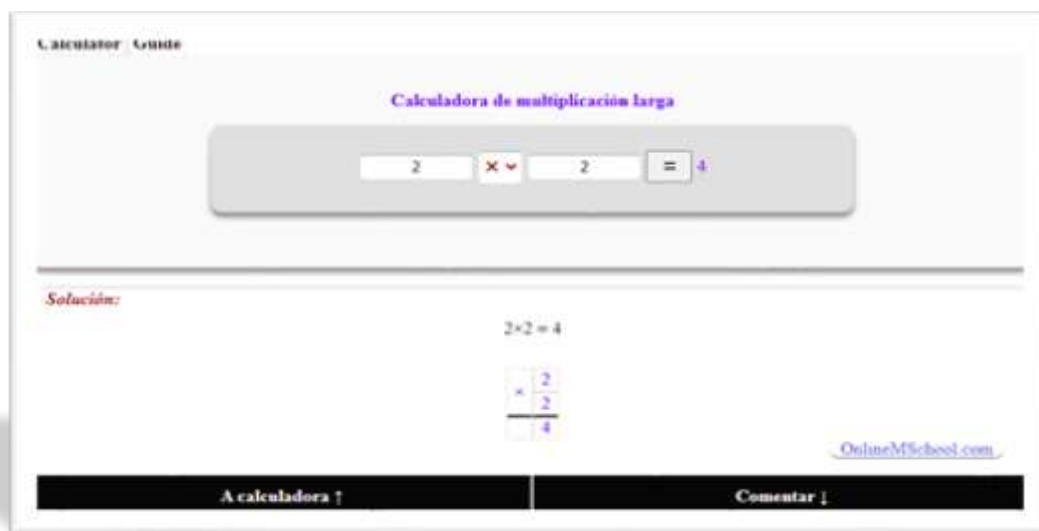 Calculator Guide
Calculadora de multiplicación larga
2 × 2 = 4
Solución:
2×2 = 4
× 2
2
4
OnlineMSchool.com
A calculadora ↑ Comentar ↓